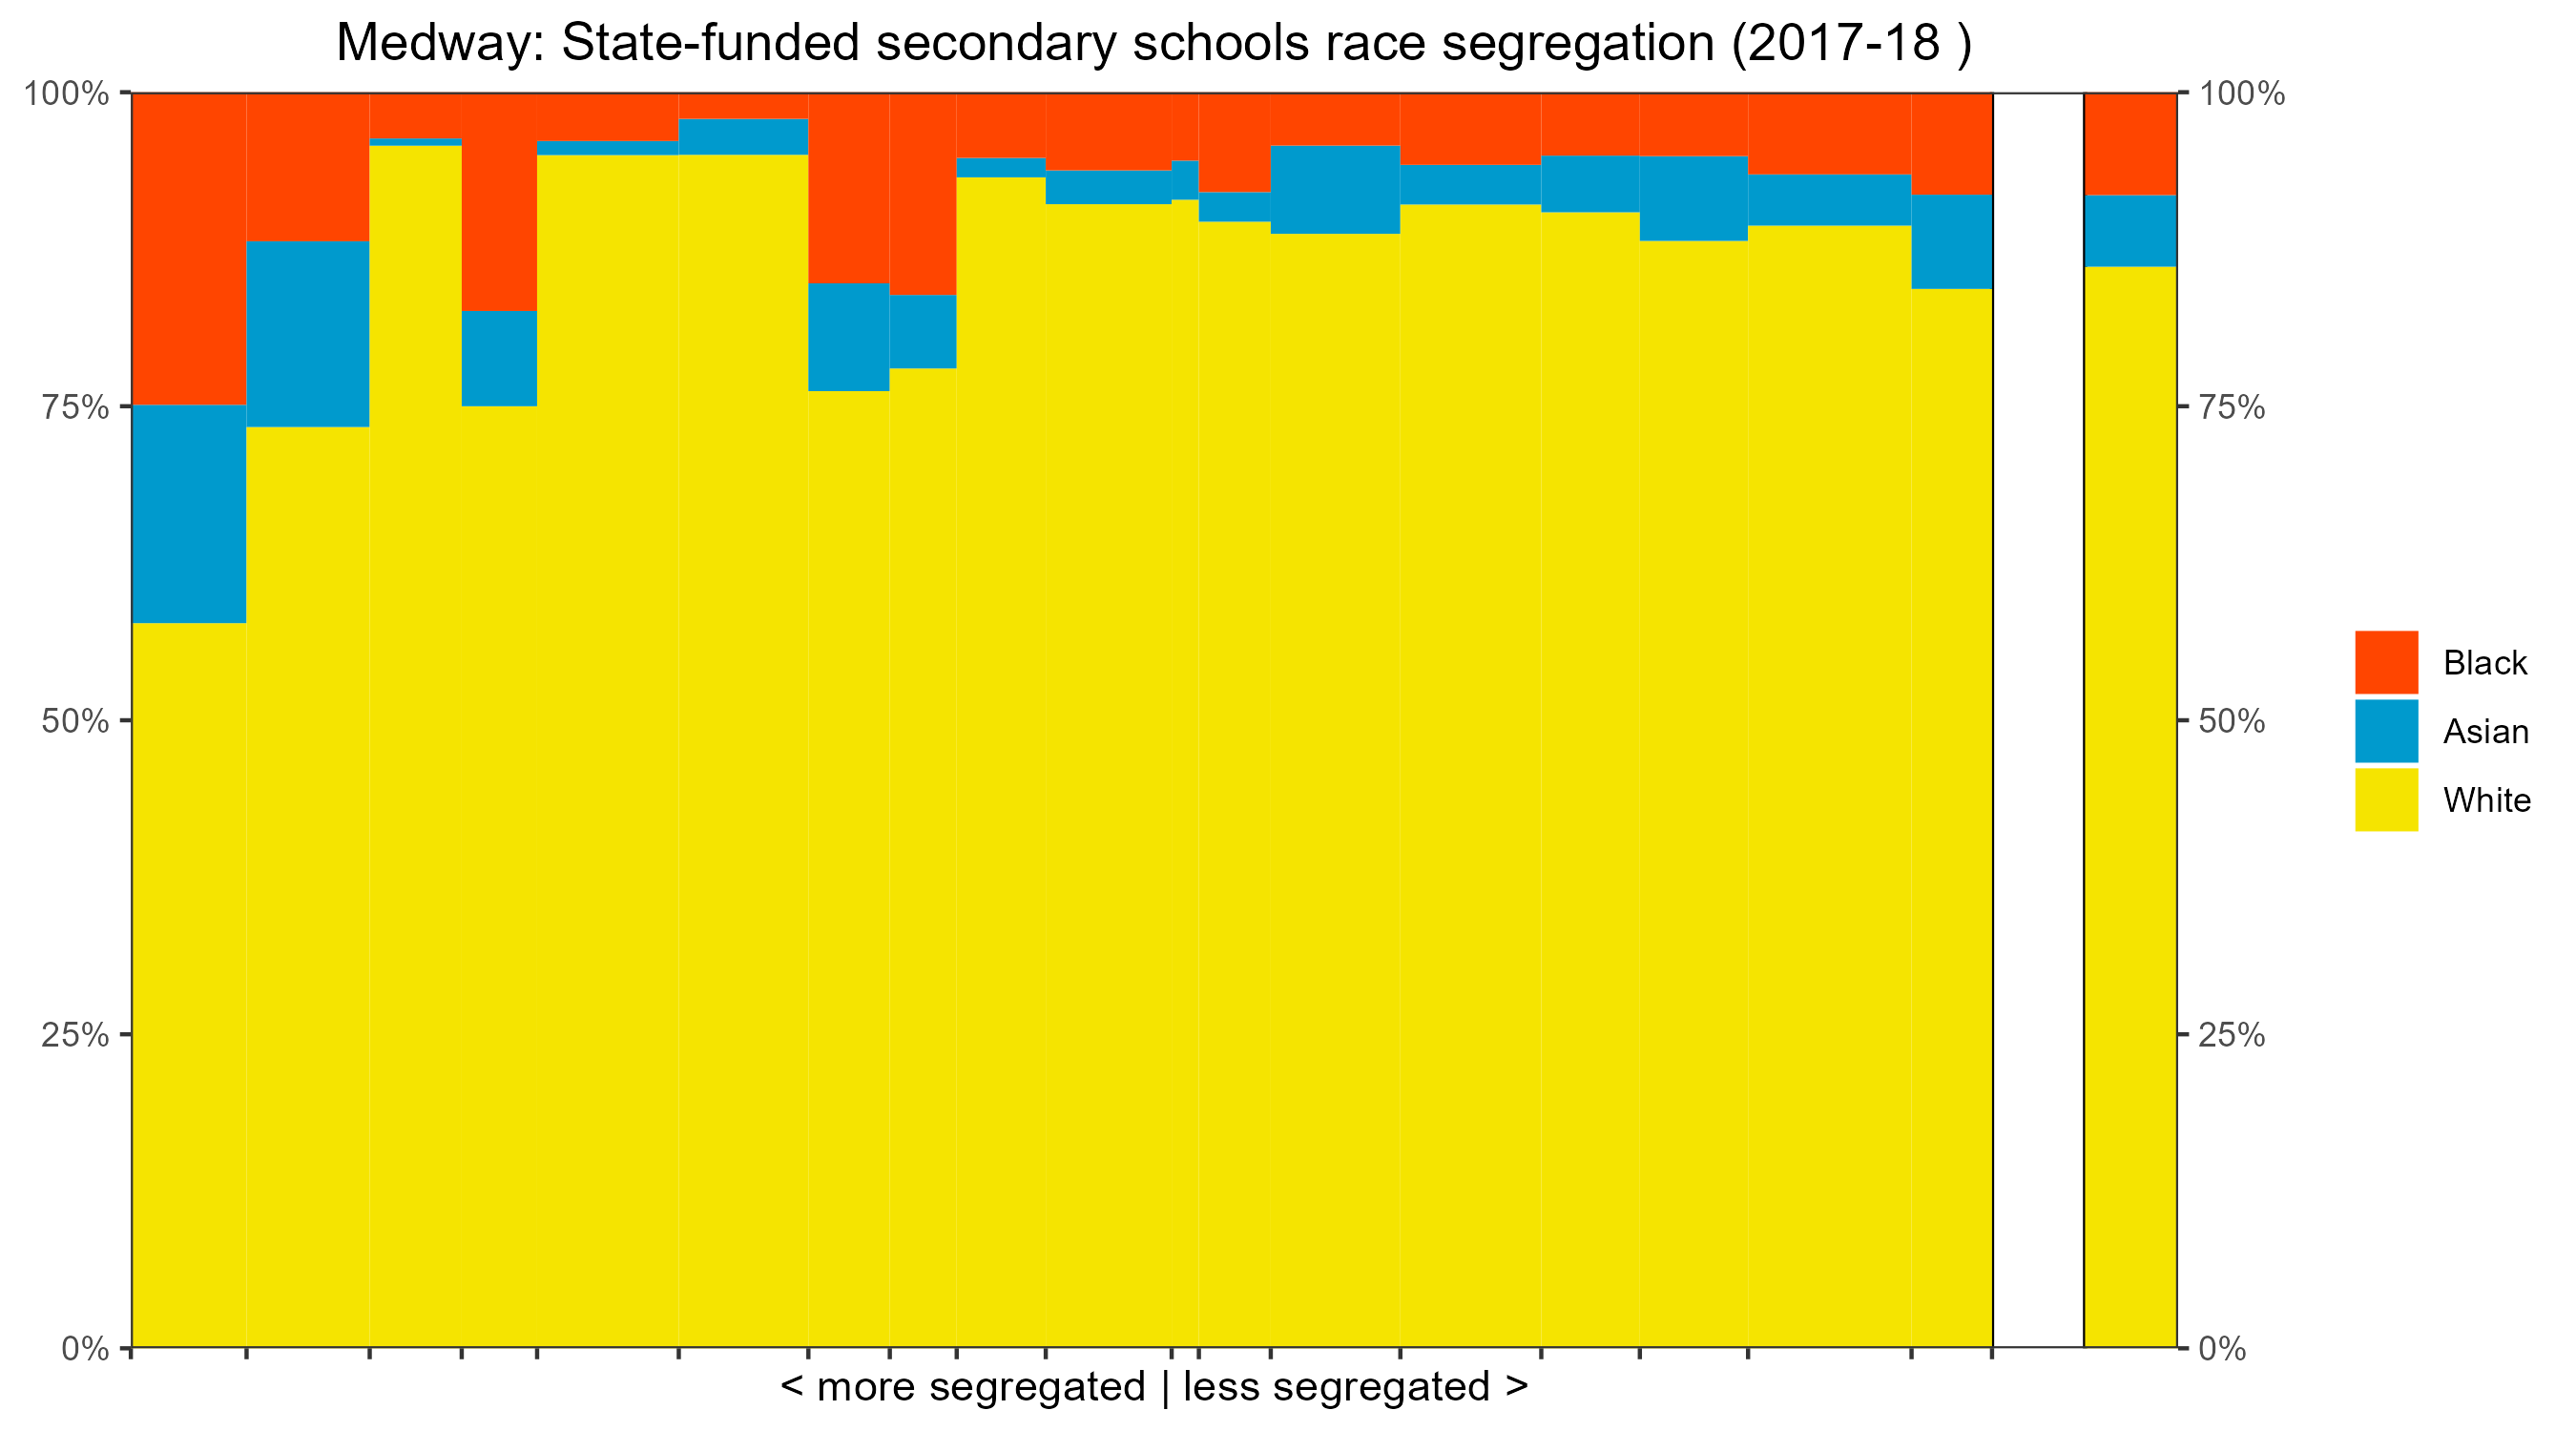 Medway: State-funded secondary schools race segregation (2017-18 )
100% 100%
75% 75%
50% 50%
25% 25%
0% 0%
Black
Asian
White
< more segregated | less segregated >